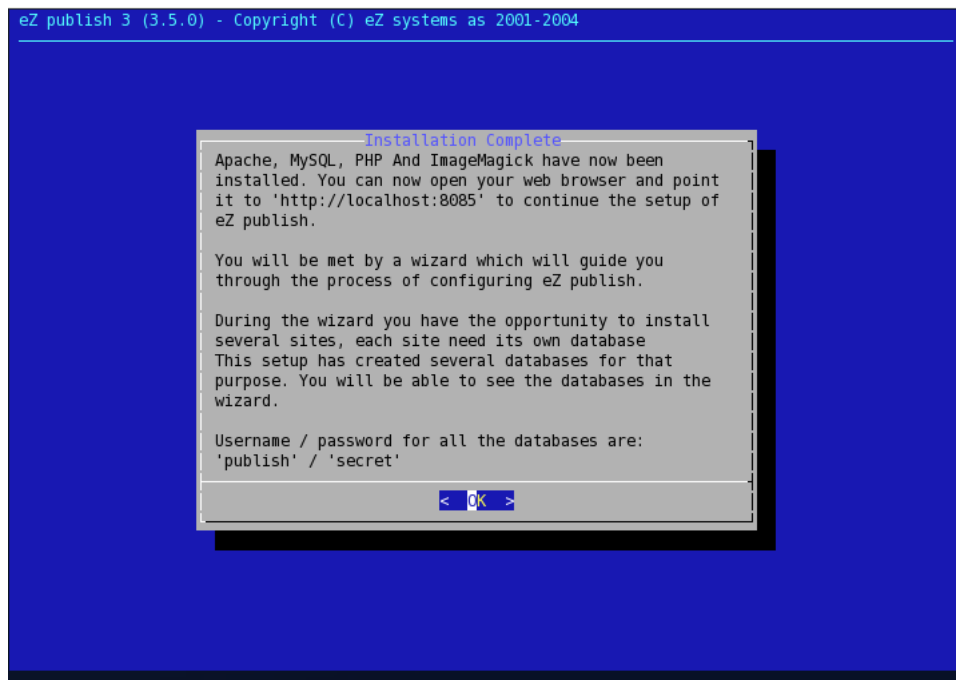 eZ publish 3 (3.5.0) - Copyright (C) eZ systems as 2001-2004
Installation Complete
Apache, MySQL, PHP And ImageMagick have now been
installed. You can now open your web browser and point
it to 'http://localhost:8085' to continue the setup of
eZ publish.
You will be met by a wizard which will guide you
through the process of configuring eZ publish.
During the wizard you have the opportunity to install
several sites, each site need its own database
This setup has created several databases for that
purpose. You will be able to see the databases in the
wizard.
Username / password for all the databases are:
'publish' / 'secret'
<  OK  >